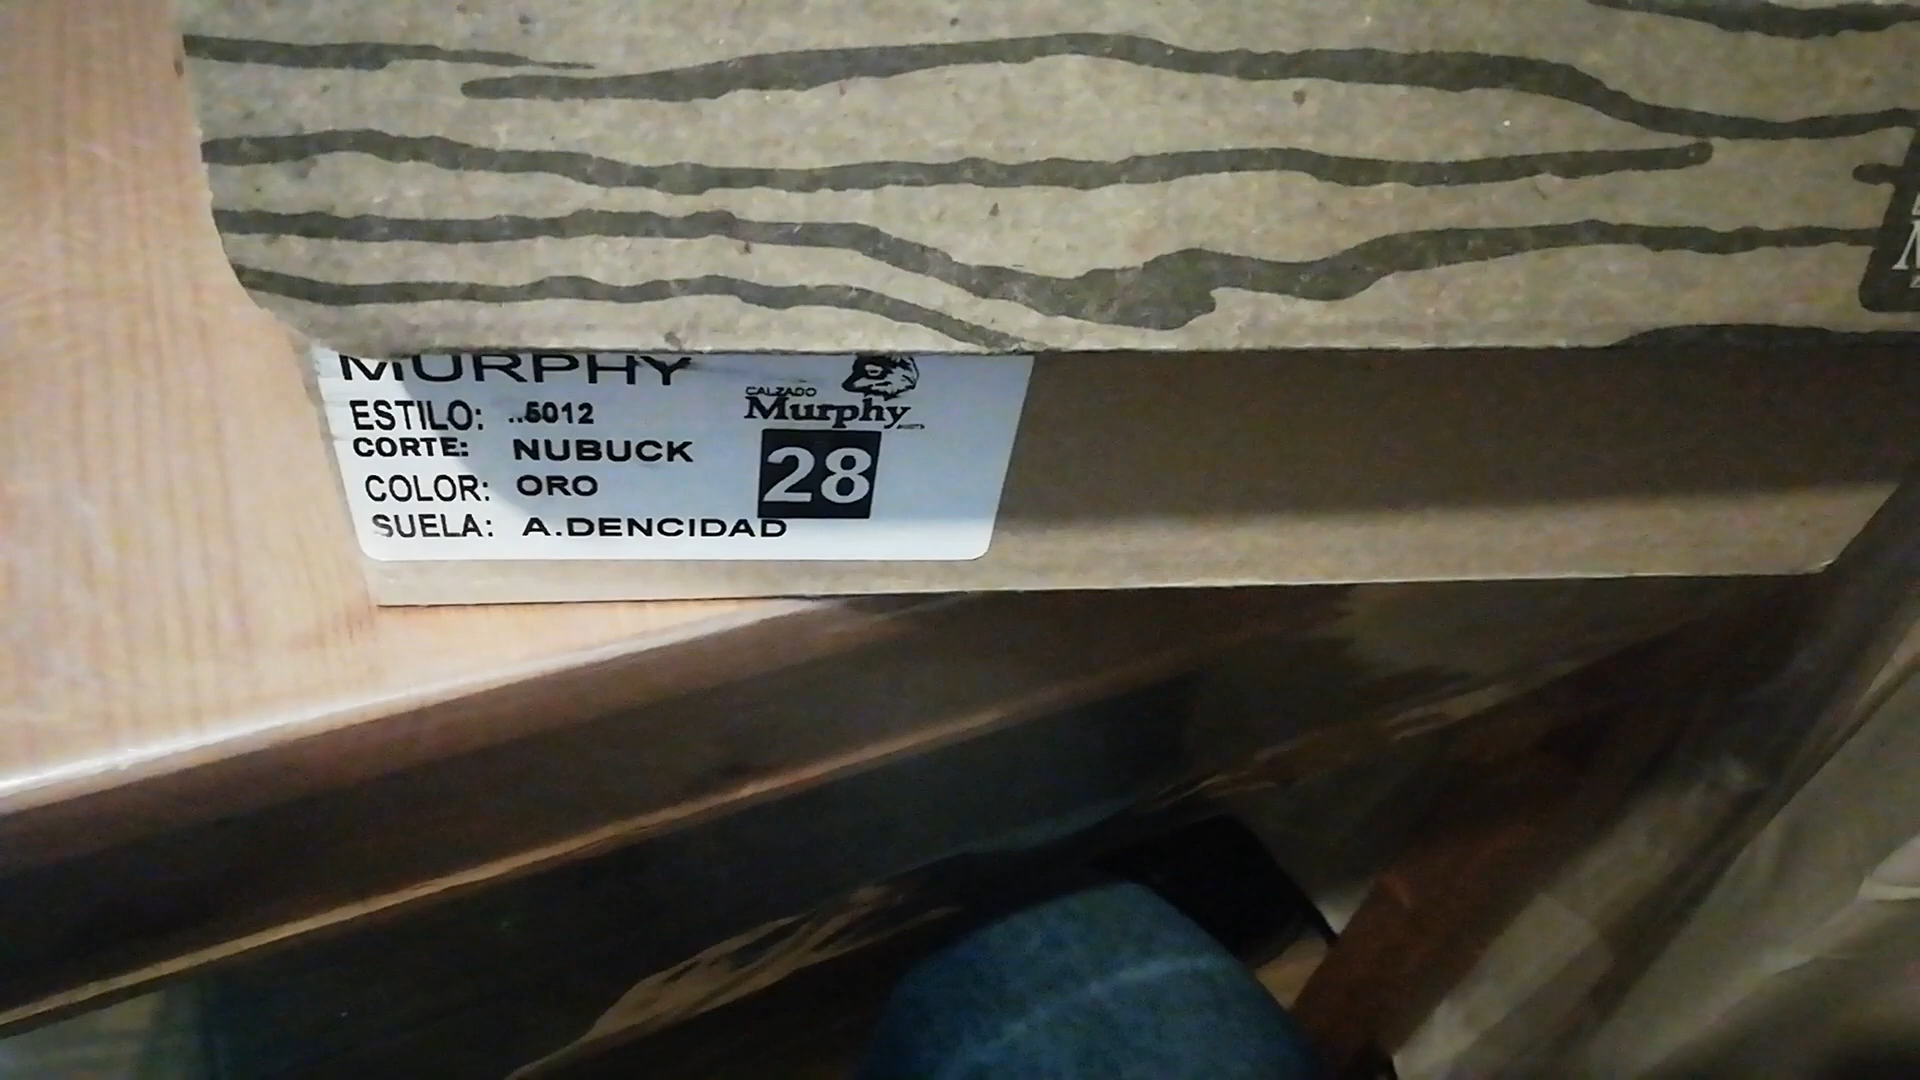 MURPHY
ESTILO: ..5012
CORTE: NUBUCK
COLOR: ORO
SUELA: A.DENCIDAD
CALZADO
Murphy
28